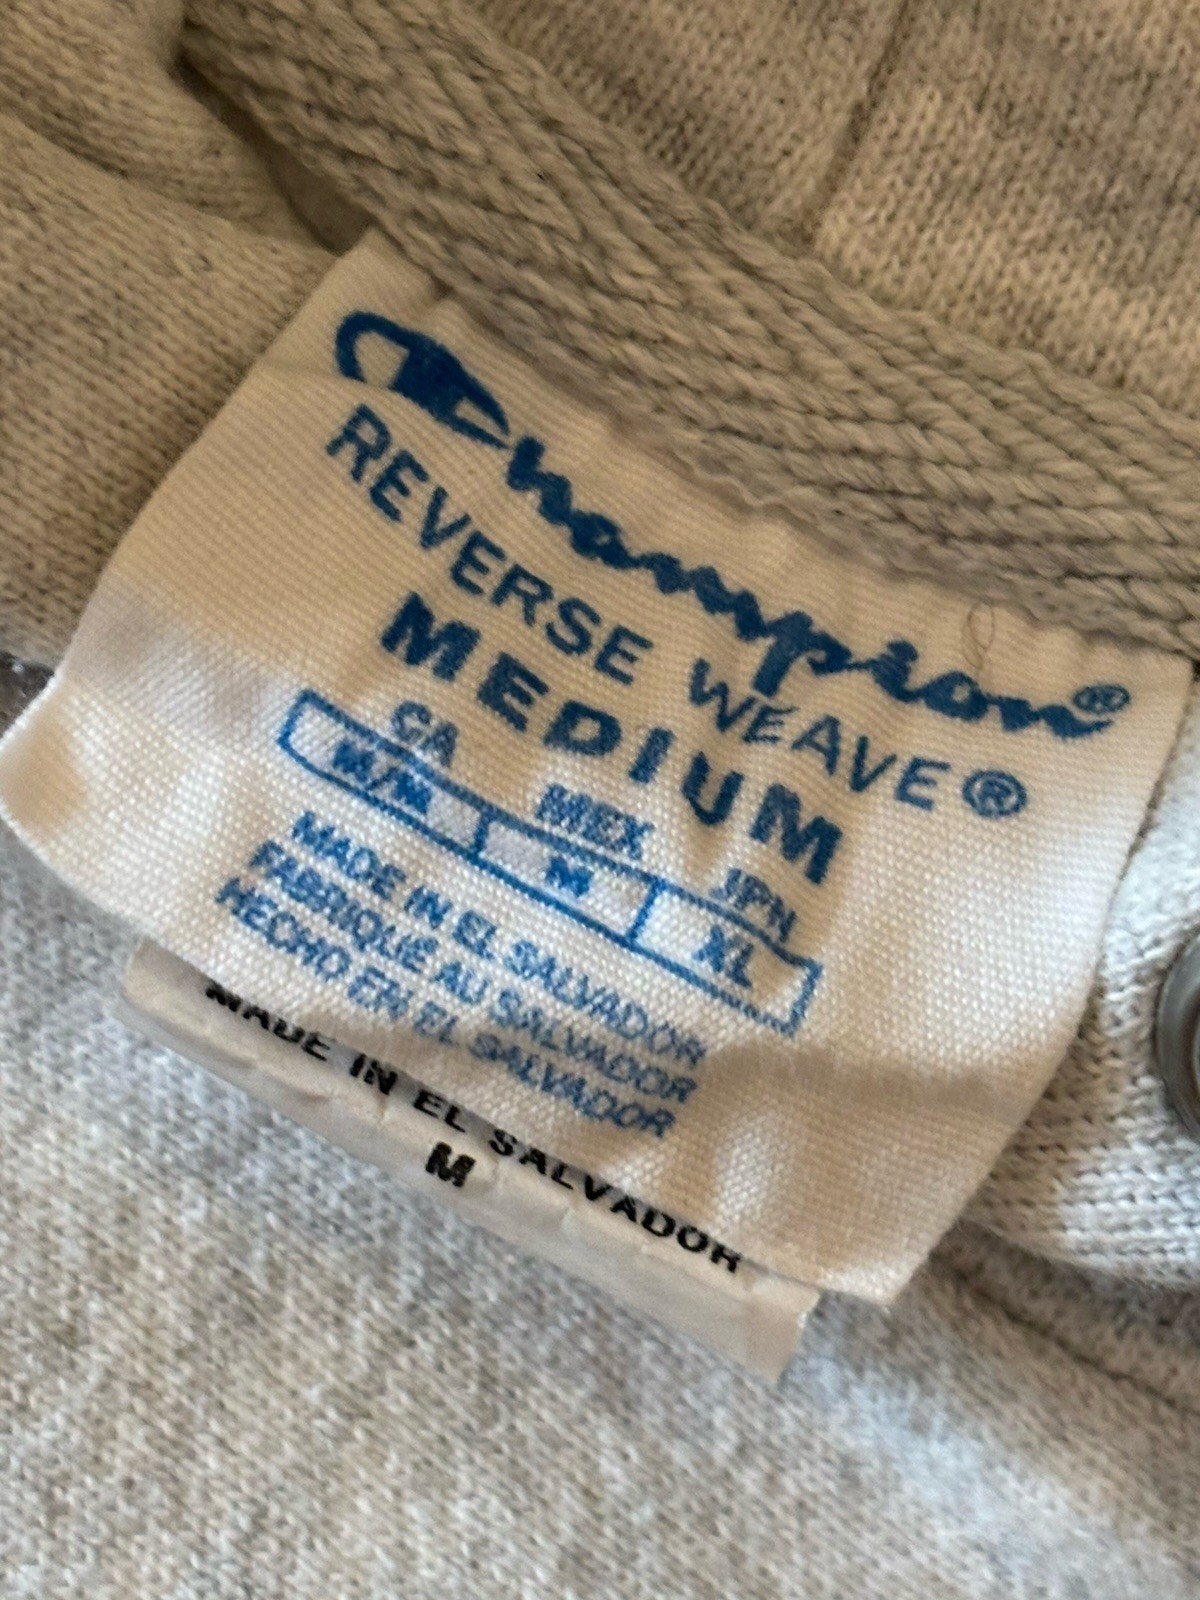 Champion®
REVERSE WEAVE®
MEDIUM
CA MEX JPN
M/M M XL
MADE IN EL SALVADOR
FABRIQUÉ AU SALVADOR
HECHO EN EL SALVADOR
MADE IN EL SALVADOR
M